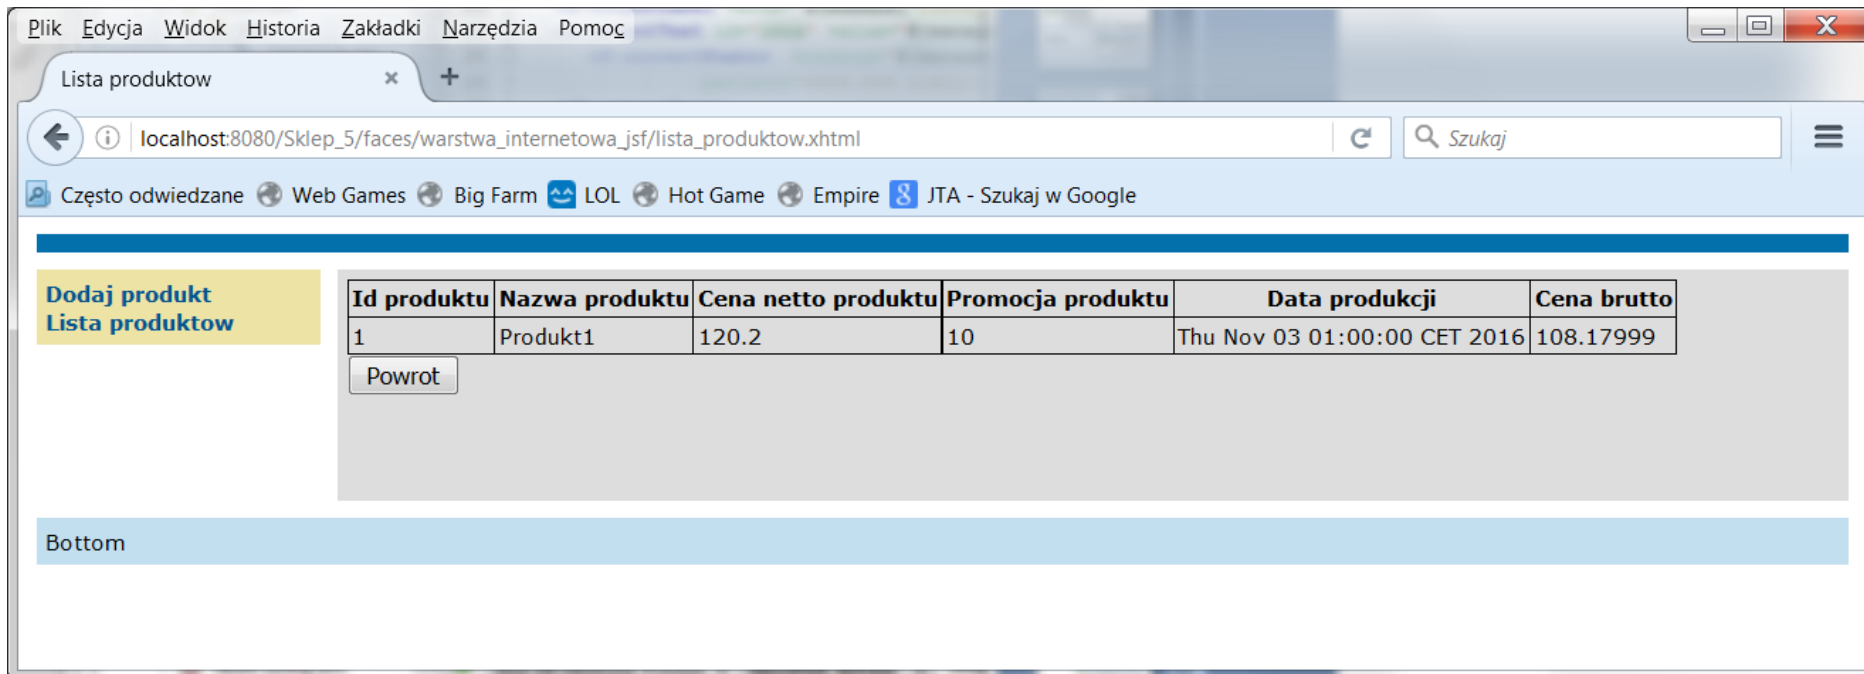 Plik Edycja Widok Historia Zakładki Narzędzia Pomoc
Lista produktow
localhost:8080/Sklep_5/faces/warstwa_internetowa_jsf/lista_produktow.xhtml
Szukaj
Często odwiedzane Web Games Big Farm LOL Hot Game Empire 8 JTA - Szukaj w Google
Dodaj produkt
Lista produktow
Id produktu Nazwa produktu Cena netto produktu Promocja produktu Data produkcji Cena brutto
1 Produkt1 120.2 10 Thu Nov 03 01:00:00 CET 2016 108.17999
Powrot
Bottom